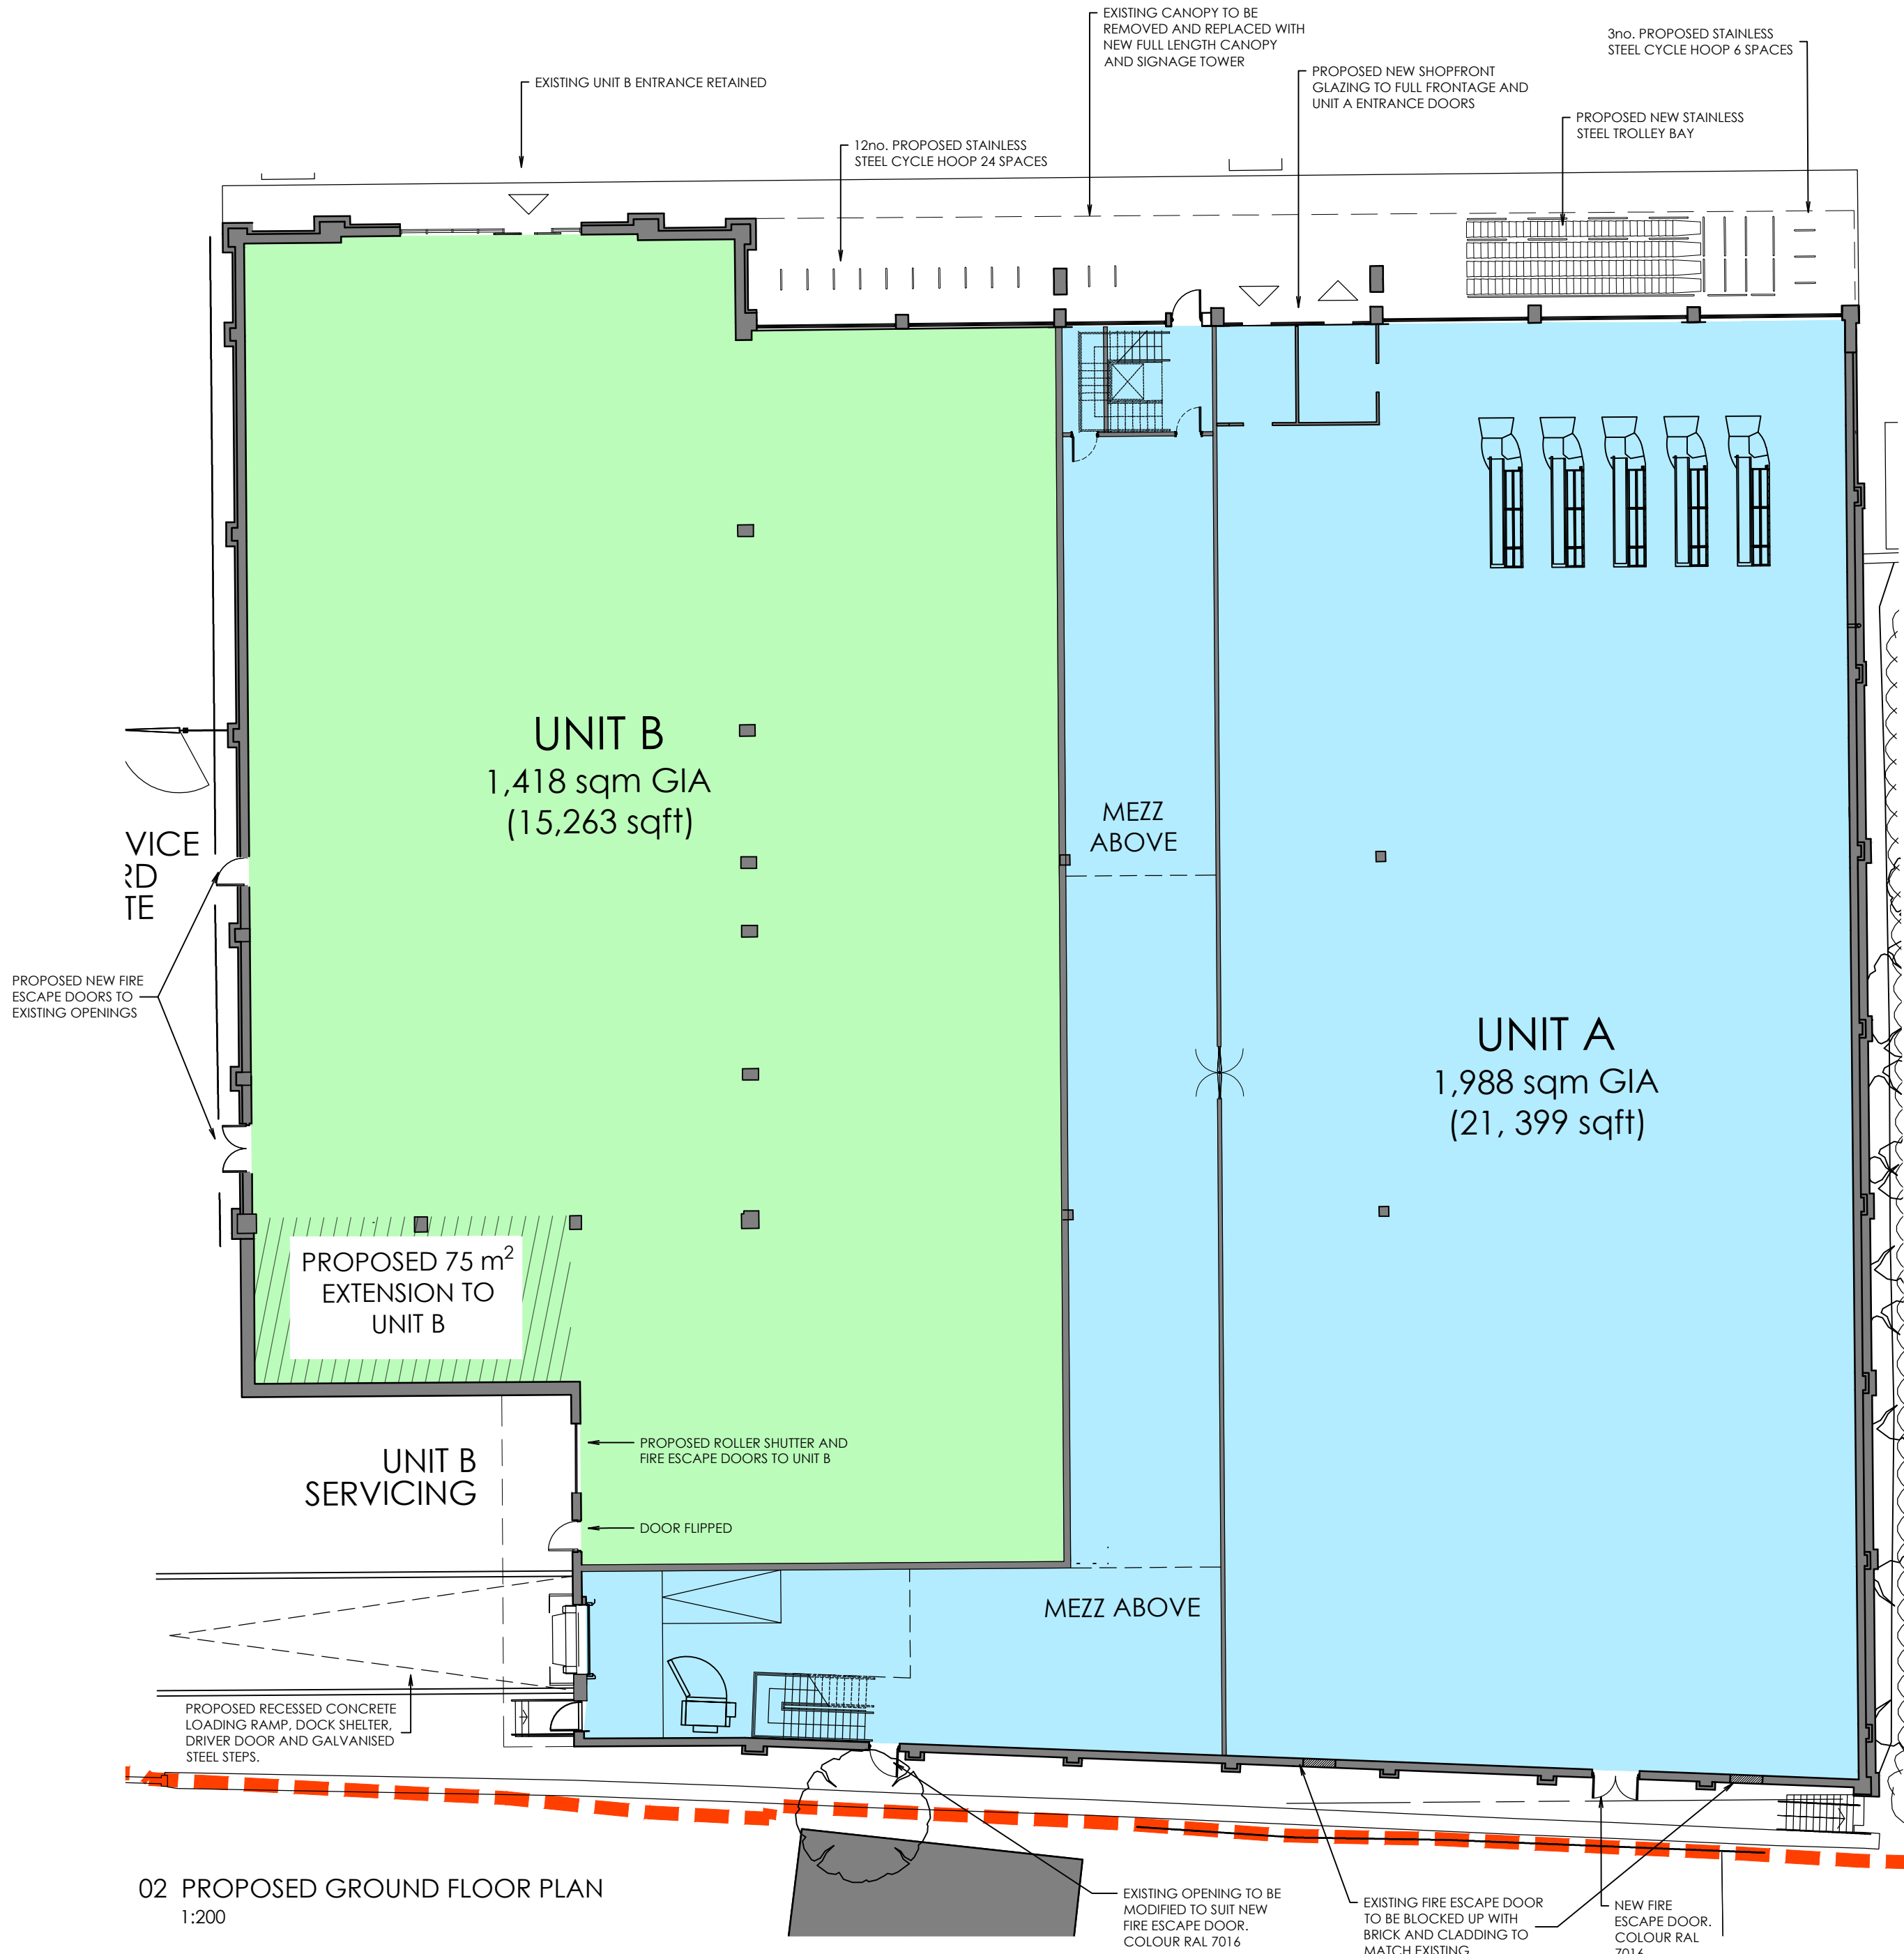 EXISTING CANOPY TO BE
REMOVED AND REPLACED WITH
NEW FULL LENGTH CANOPY
AND SIGNAGE TOWER
3no. PROPOSED STAINLESS
STEEL CYCLE HOOP 6 SPACES
EXISTING UNIT B ENTRANCE RETAINED
PROPOSED NEW SHOPFRONT
GLAZING TO FULL FRONTAGE AND
UNIT A ENTRANCE DOORS
PROPOSED NEW STAINLESS
STEEL TROLLEY BAY
12no. PROPOSED STAINLESS
STEEL CYCLE HOOP 24 SPACES
UNIT B
1,418 sqm GIA
(15,263 sqft)
MEZZ
ABOVE
VICE
RD
TE
PROPOSED NEW FIRE
ESCAPE DOORS TO
EXISTING OPENINGS
UNIT A
1,988 sqm GIA
(21, 399 sqft)
PROPOSED 75 m²
EXTENSION TO
UNIT B
PROPOSED ROLLER SHUTTER AND
FIRE ESCAPE DOORS TO UNIT B
UNIT B
SERVICING
DOOR FLIPPED
MEZZ ABOVE
PROPOSED RECESSED CONCRETE
LOADING RAMP, DOCK SHELTER,
DRIVER DOOR AND GALVANISED
STEEL STEPS.
02 PROPOSED GROUND FLOOR PLAN
1:200
EXISTING OPENING TO BE
MODIFIED TO SUIT NEW
FIRE ESCAPE DOOR.
COLOUR RAL 7016
EXISTING FIRE ESCAPE DOOR
TO BE BLOCKED UP WITH
BRICK AND CLADDING TO
MATCH EXISTING
NEW FIRE
ESCAPE DOOR.
COLOUR RAL
7016